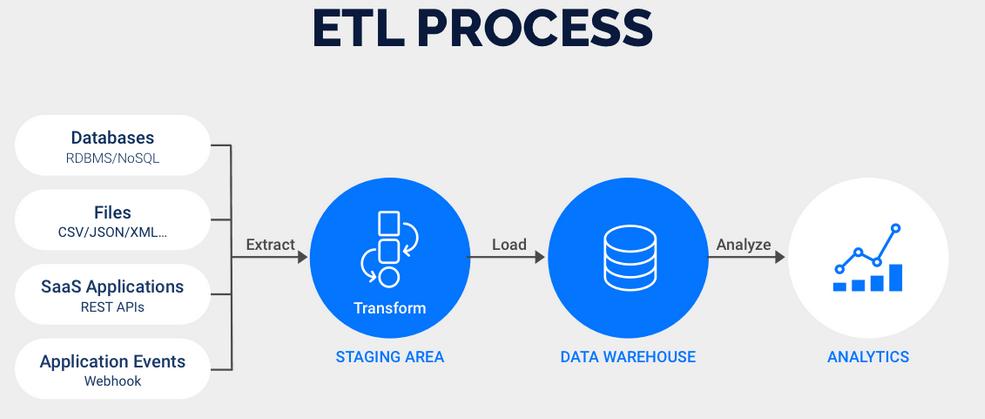 ETL PROCESS
Databases
RDBMS/NoSQL
Files
CSV/JSON/XML...
SaaS Applications
REST APIs
Application Events
Webhook
Extract
Transform
STAGING AREA
Load
DATA WAREHOUSE
Analyze
ANALYTICS